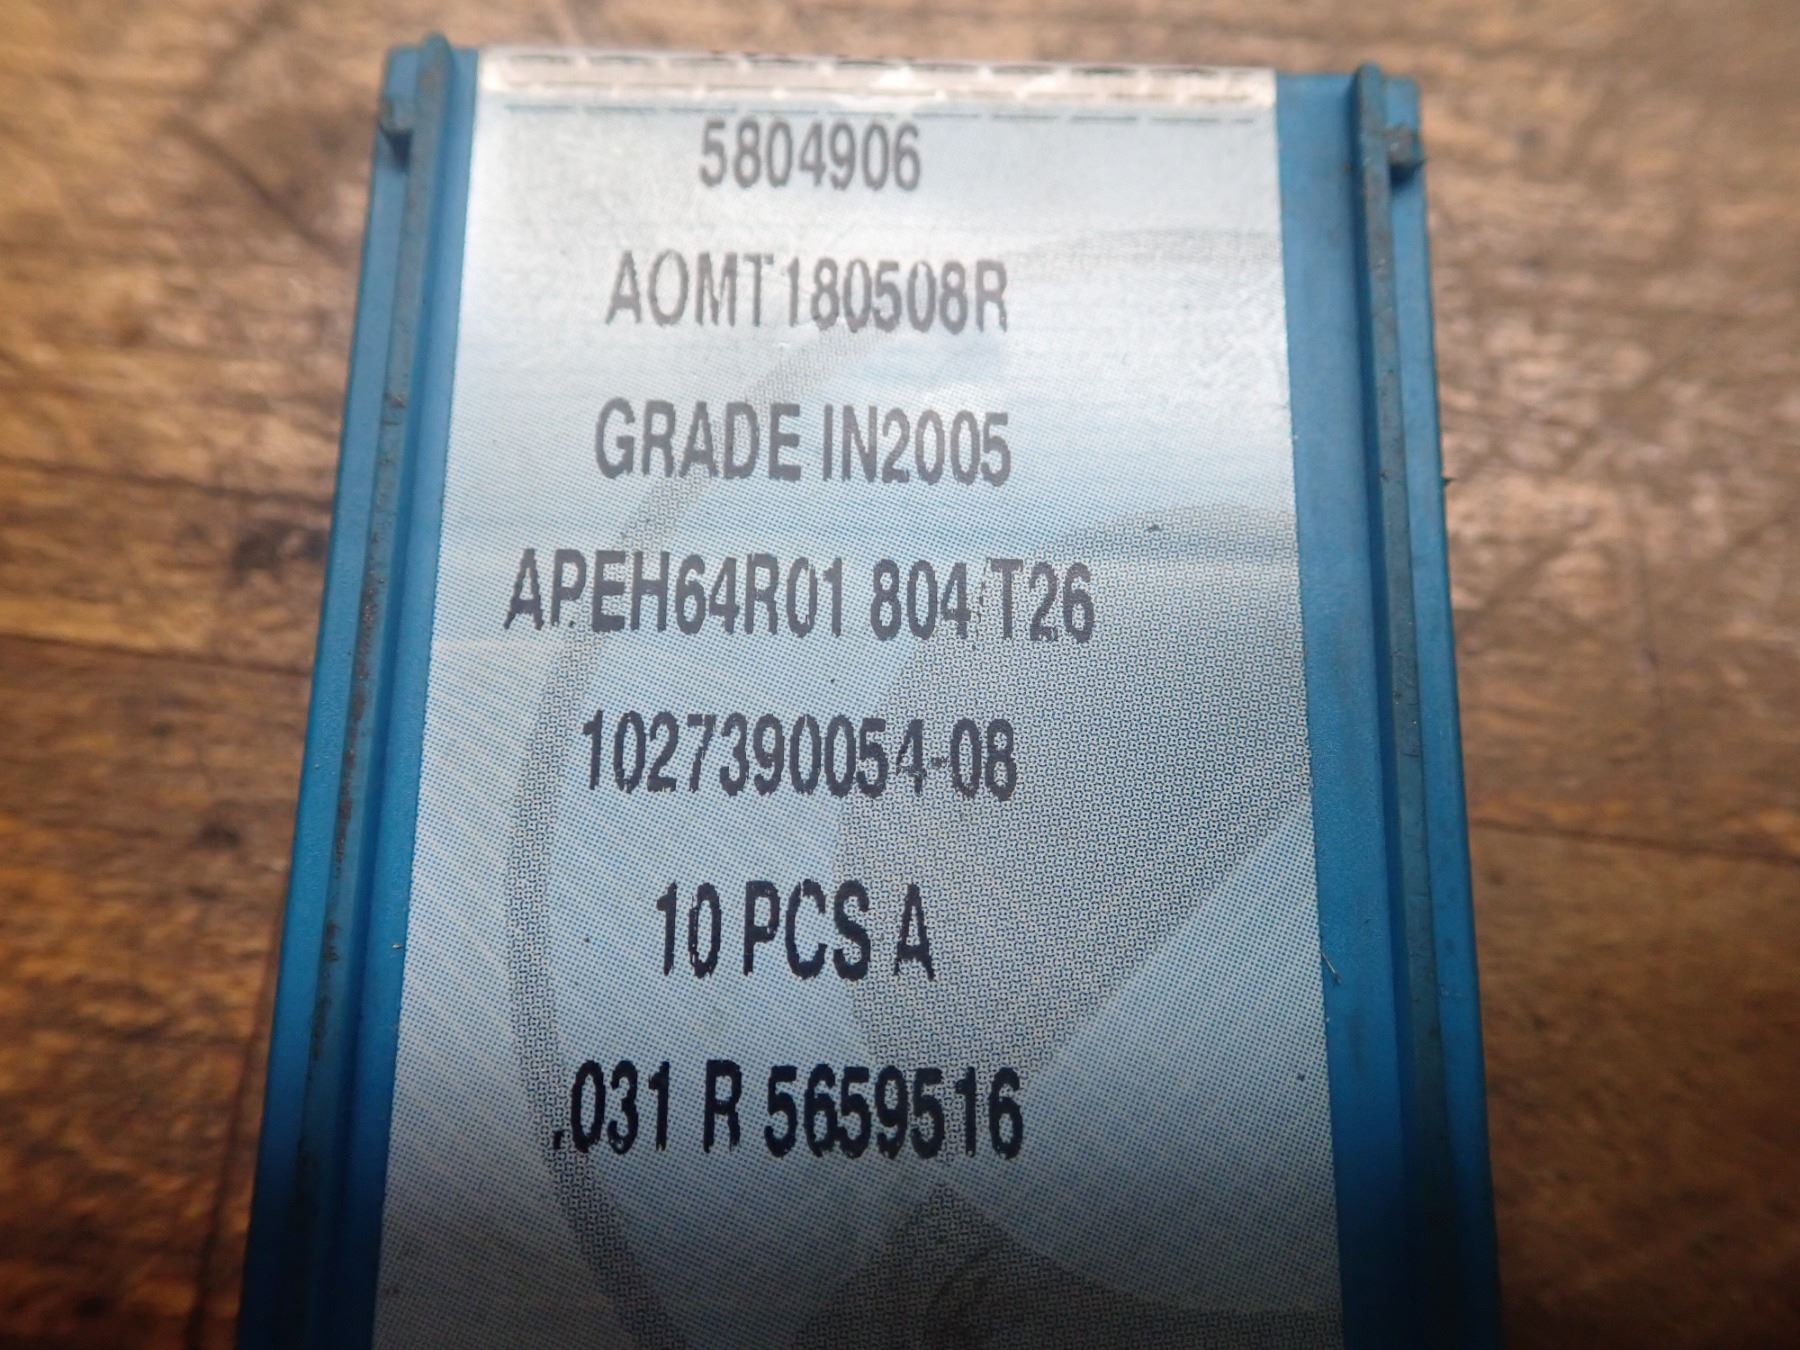 5804906
AOMT180508R
GRADE IN2005
APEH64R01 804 T26
1027390054-08
10 PCS A
.031 R 5659516